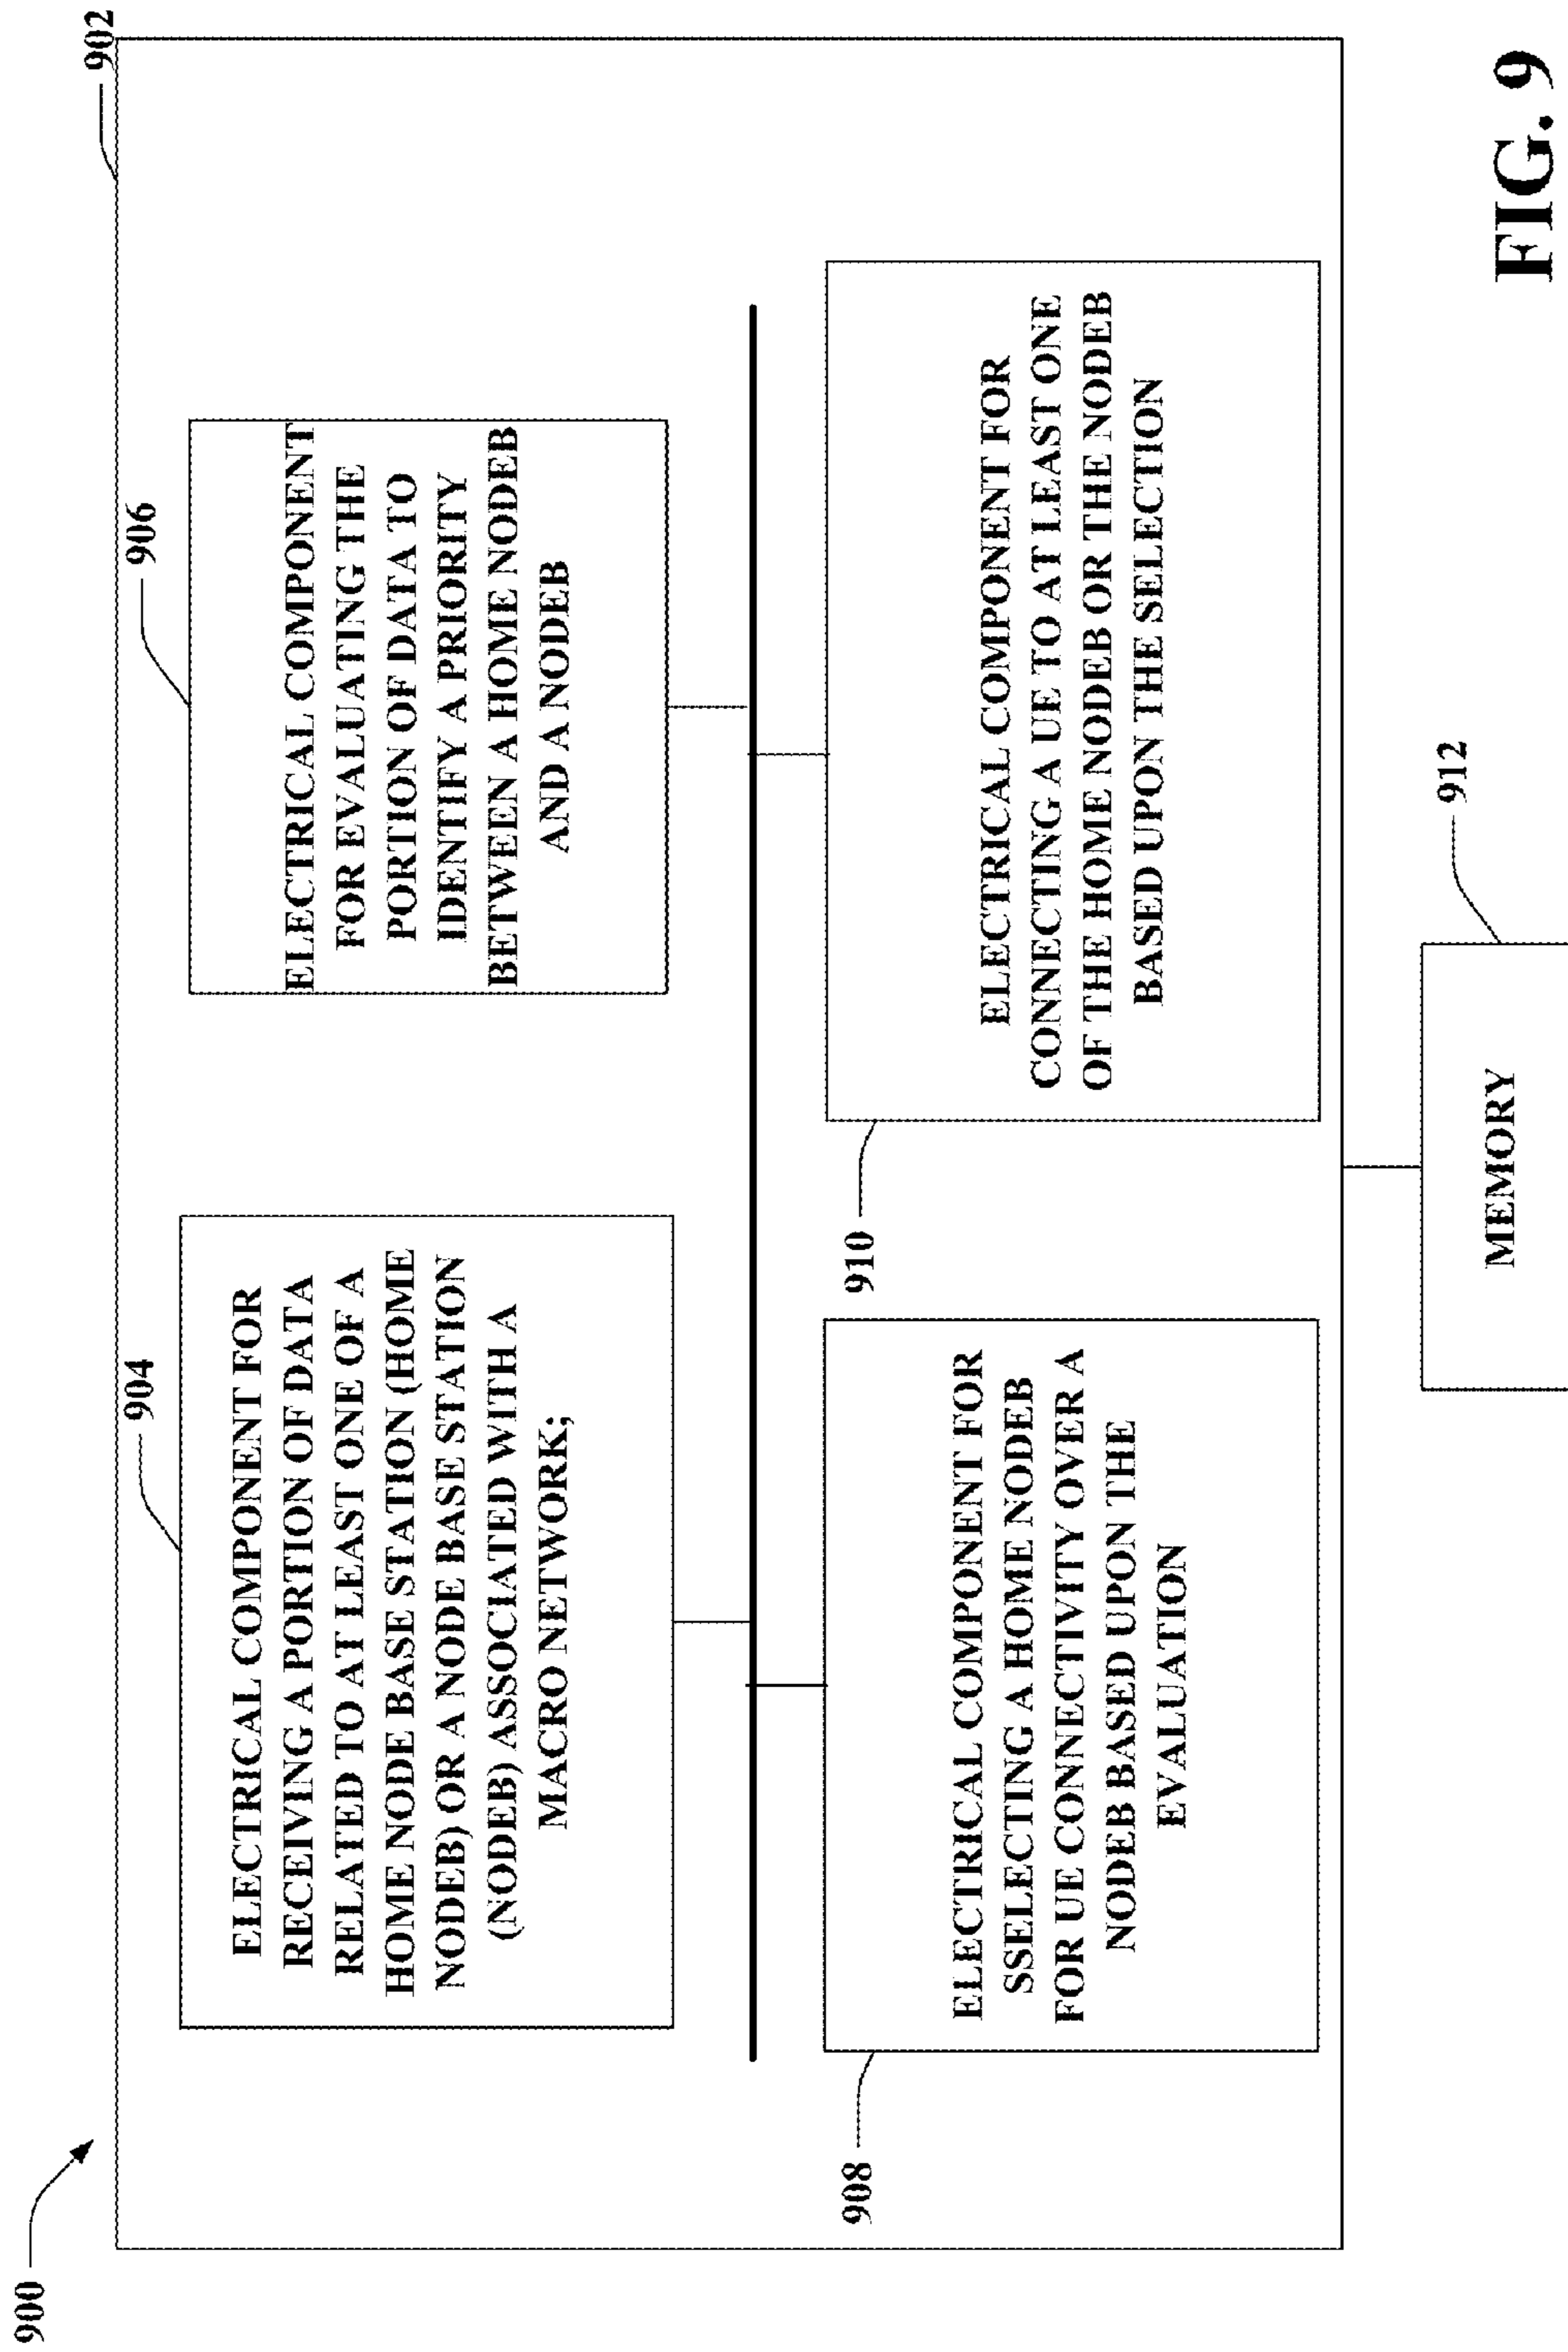 900
902
904
ELECTRICAL COMPONENT FOR
RECEIVING A PORTION OF DATA
RELATED TO AT LEAST ONE OF A
HOME NODE BASE STATION (HOME
NODEB) OR A NODE BASE STATION
(NODEB) ASSOCIATED WITH A
MACRO NETWORK;
906
ELECTRICAL COMPONENT
FOR EVALUATING THE
PORTION OF DATA TO
IDENTIFY A PRIORITY
BETWEEN A HOME NODEB
AND A NODEB
908
ELECTRICAL COMPONENT FOR
SSELECTING A HOME NODEB
FOR UE CONNECTIVITY OVER A
NODEB BASED UPON THE
EVALUATION
910
ELECTRICAL COMPONENT FOR
CONNECTING A UE TO AT LEAST ONE
OF THE HOME NODEB OR THE NODEB
BASED UPON THE SELECTION
912
MEMORY
FIG. 9